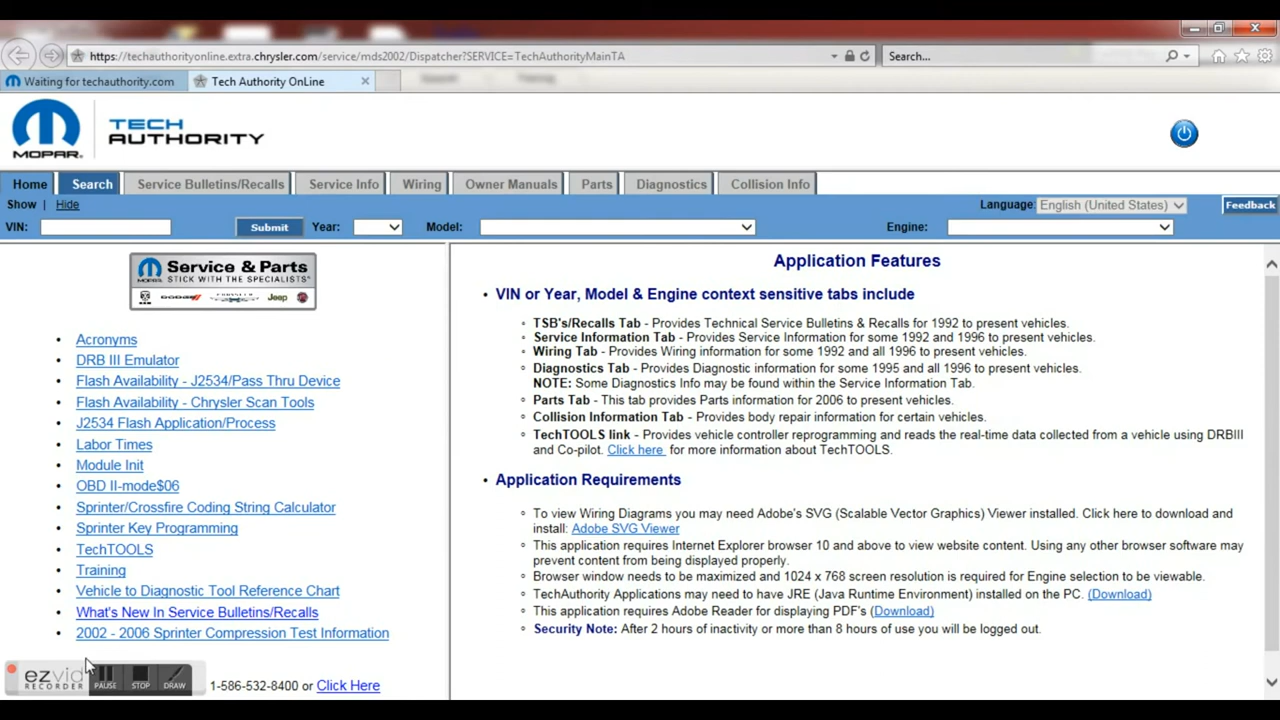 https://techauthorityonline.extra.chrysler.com/service/mds2002/Dispatcher?SERVICE=TechAuthorityMainTA
Search...
Waiting for techauthority.com
Tech Authority OnLine
MOPAR
TECH
AUTHORITY
Home
Search
Service Bulletins/Recalls
Service Info
Wiring
Owner Manuals
Parts
Diagnostics
Collision Info
Show | Hide
Language: English (United States)
Feedback
VIN:
Submit
Year:
Model:
Engine:
Service & Parts
STICK WITH THE SPECIALISTS
Jeep
• Acronyms
• DRB III Emulator
• Flash Availability - J2534/Pass Thru Device
• Flash Availability - Chrysler Scan Tools
• J2534 Flash Application/Process
• Labor Times
• Module Init
• OBD II-mode$06
• Sprinter/Crossfire Coding String Calculator
• Sprinter Key Programming
• TechTOOLS
• Training
• Vehicle to Diagnostic Tool Reference Chart
• What's New In Service Bulletins/Recalls
• 2002 - 2006 Sprinter Compression Test Information
1-586-532-8400 or Click Here
ezvid
RECORDER
PAUSE
STOP
DRAW
Application Features
• VIN or Year, Model & Engine context sensitive tabs include
TSB's/Recalls Tab - Provides Technical Service Bulletins & Recalls for 1992 to present vehicles.
Service Information Tab - Provides Service Information for some 1992 and 1996 to present vehicles.
Wiring Tab - Provides Wiring information for some 1992 and all 1996 to present vehicles.
Diagnostics Tab - Provides Diagnostic information for some 1995 and all 1996 to present vehicles.
NOTE: Some Diagnostics Info may be found within the Service Information Tab.
Parts Tab - This tab provides Parts information for 2006 to present vehicles.
Collision Information Tab - Provides body repair information for certain vehicles.
TechTOOLS link - Provides vehicle controller reprogramming and reads the real-time data collected from a vehicle using DRBIII
and Co-pilot. Click here for more information about TechTOOLS.
• Application Requirements
To view Wiring Diagrams you may need Adobe's SVG (Scalable Vector Graphics) Viewer installed. Click here to download and
install: Adobe SVG Viewer
This application requires Internet Explorer browser 10 and above to view website content. Using any other browser software may
prevent content from being displayed properly.
Browser window needs to be maximized and 1024 x 768 screen resolution is required for Engine selection to be viewable.
TechAuthority Applications may need to have JRE (Java Runtime Environment) installed on the PC. (Download)
This application requires Adobe Reader for displaying PDF's (Download)
Security Note: After 2 hours of inactivity or more than 8 hours of use you will be logged out.